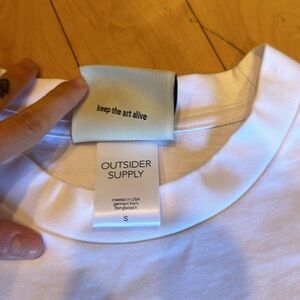 keep the art alive
OUTSIDER
SUPPLY
created in USA
garment from
Bangladesh
S